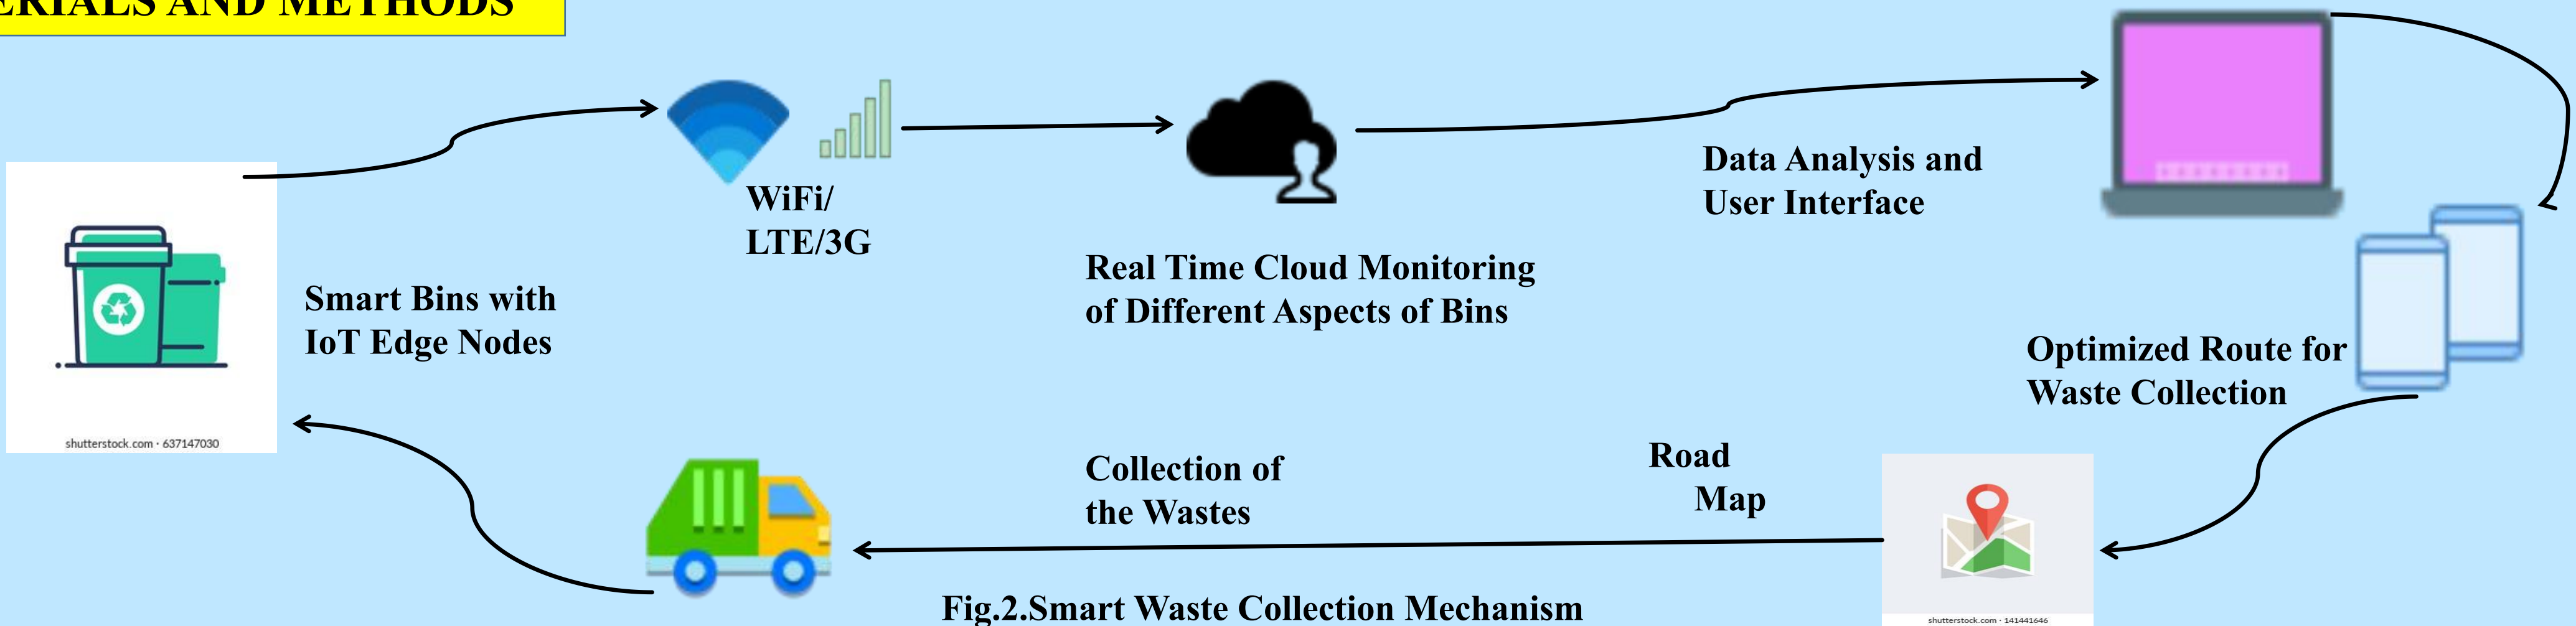 ERIALS AND METHODS
WiFi/
LTE/3G
Data Analysis and
User Interface
Real Time Cloud Monitoring
of Different Aspects of Bins
Smart Bins with
IoT Edge Nodes
shutterstock.com · 637147030
Optimized Route for
Waste Collection
Collection of
the Wastes
Road
Map
Fig.2.Smart Waste Collection Mechanism
shutterstock.com · 141441646